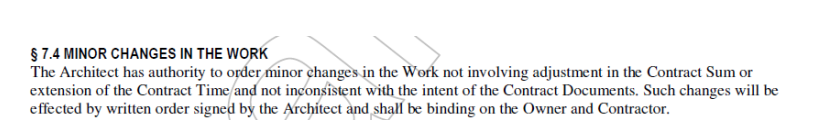 § 7.4 MINOR CHANGES IN THE WORK
The Architect has authority to order minor changes in the Work not involving adjustment in the Contract Sum or
extension of the Contract Time and not inconsistent with the intent of the Contract Documents. Such changes will be
effected by written order signed by the Architect and shall be binding on the Owner and Contractor.